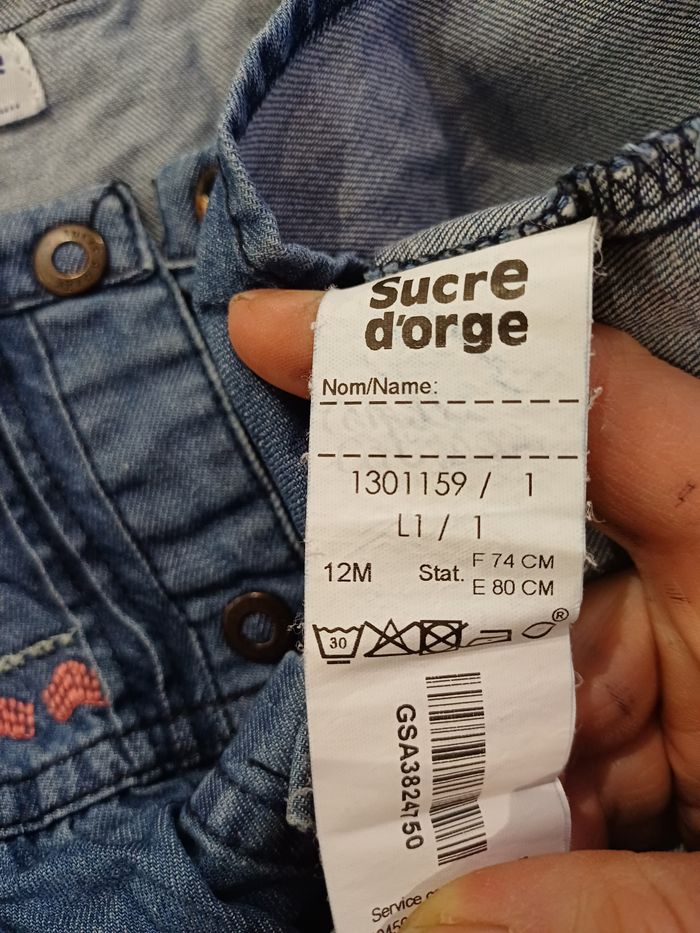 Sucre
d'orge
Nom/Name:
1301159 / 1
L1 / 1
12M Stat. F 74 CM
E 80 CM
30
®
GSA3824750
Service